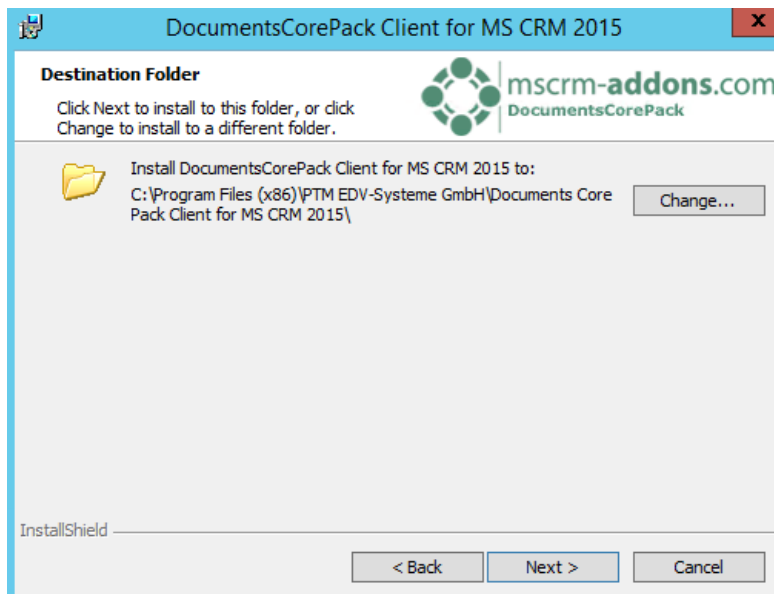 DocumentsCorePack Client for MS CRM 2015
x
Destination Folder
Click Next to install to this folder, or click
Change to install to a different folder.
mscrm-addons.com
DocumentsCorePack
Install DocumentsCorePack Client for MS CRM 2015 to:
C:\Program Files (x86)\PTM EDV-Systeme GmbH\Documents Core
Pack Client for MS CRM 2015\
Change...
InstallShield
< Back
Next >
Cancel